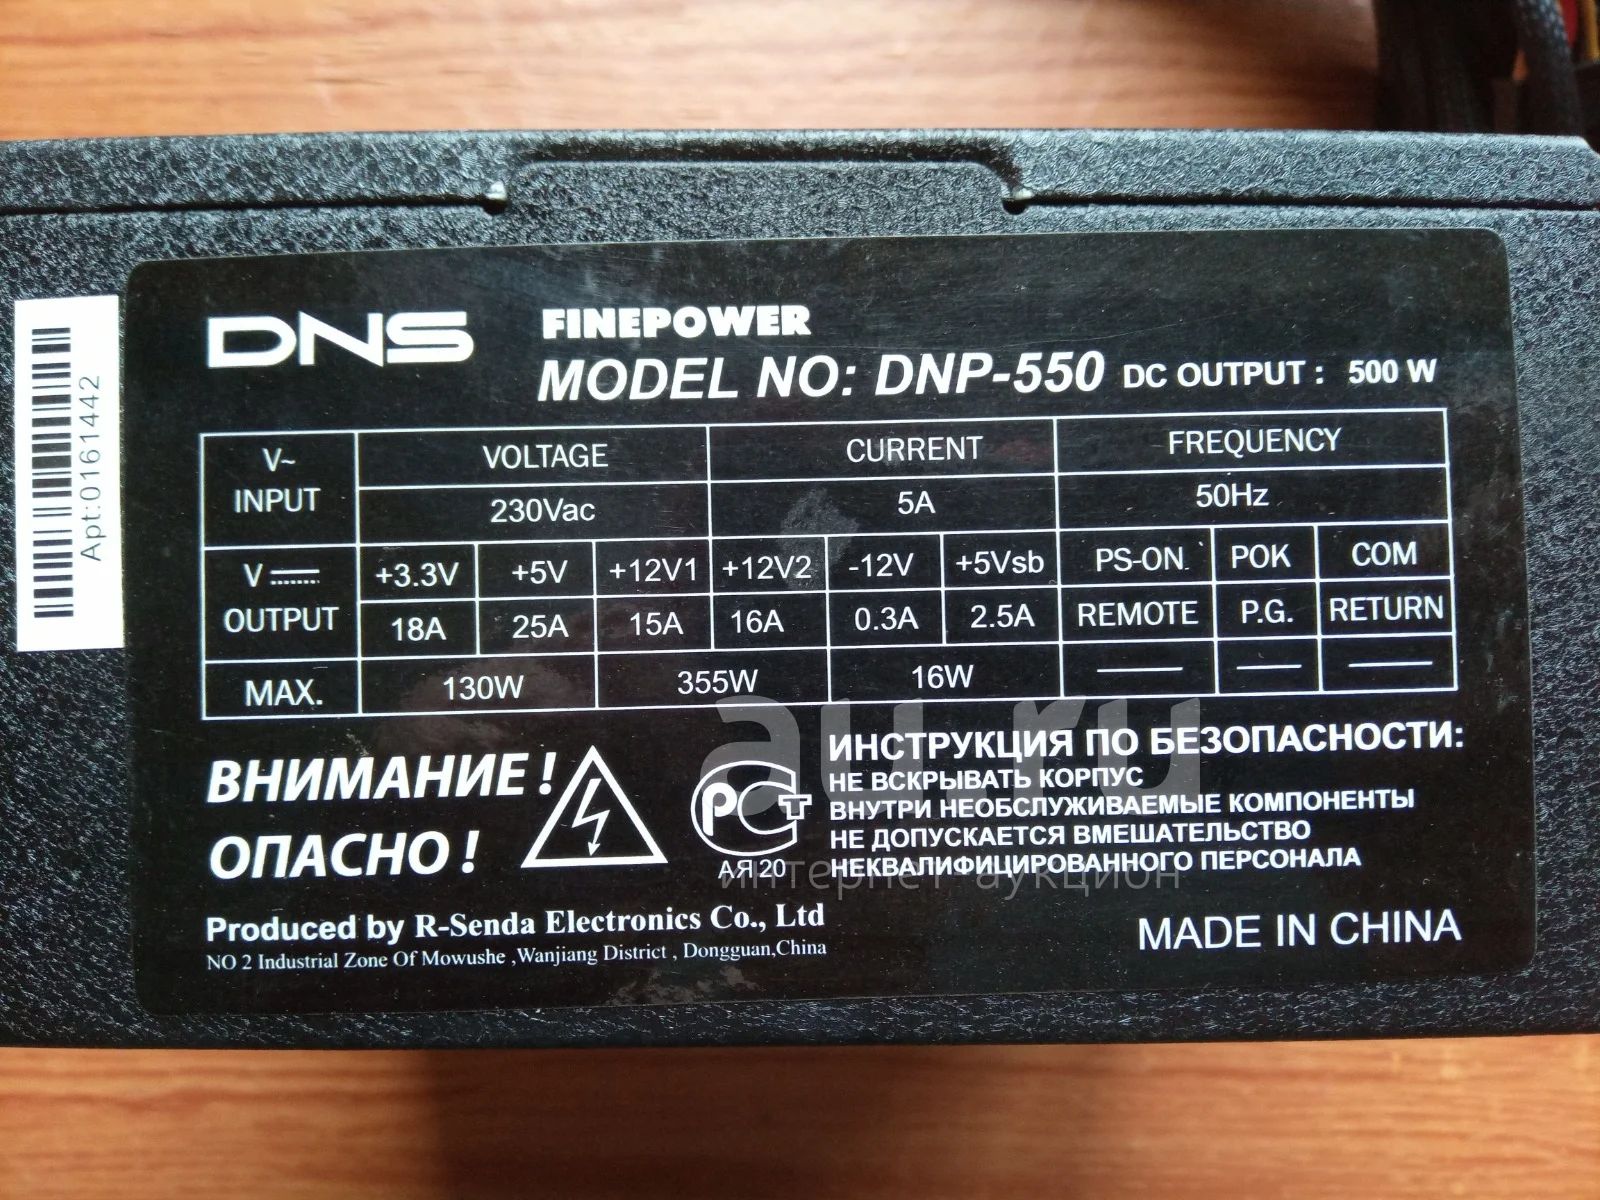 DNS
FINEPOWER
MODEL NO: DNP-550 DC OUTPUT : 500 W
V~ INPUT VOLTAGE CURRENT FREQUENCY
230Vac 5A 50Hz
V OUTPUT +3.3V +5V +12V1 +12V2 -12V +5Vsb PS-ON POK COM
18A 25A 15A 16A 0.3A 2.5A REMOTE P.G. RETURN
MAX. 130W 355W 16W
ВНИМАНИЕ!
ОПАСНО!
РСТ
АЯ 20
ИНСТРУКЦИЯ ПО БЕЗОПАСНОСТИ:
НЕ ВСКРЫВАТЬ КОРПУС
ВНУТРИ НЕОБСЛУЖИВАЕМЫЕ КОМПОНЕНТЫ
НЕ ДОПУСКАЕТСЯ ВМЕШАТЕЛЬСТВО
НЕКВАЛИФИЦИРОВАННОГО ПЕРСОНАЛА
Produced by R-Senda Electronics Co., Ltd
NO 2 Industrial Zone Of Mowushe ,Wanjiang District , Dongguan,China
MADE IN CHINA
Apt:0161442
au.ru
интернет-аукцион